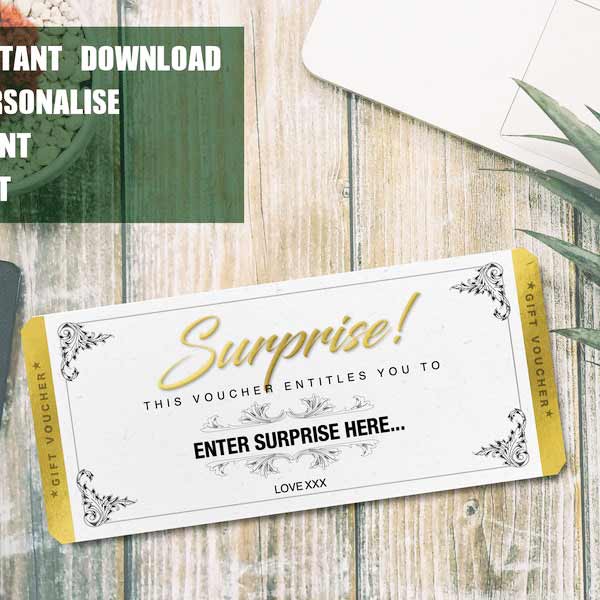 TANT DOWNLOAD
RSONALISE
NT
T
Surprise!
THIS VOUCHER ENTITLES YOU TO
ENTER SURPRISE HERE...
LOVE XXX
★GIFT VOUCHER★
★GIFT VOUCHER★